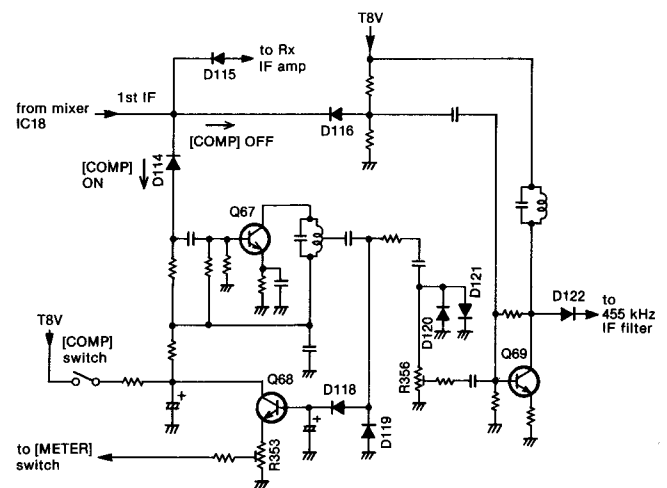 T8V
to Rx
IF amp
D115
1st IF
from mixer
IC18
D116
[COMP] OFF
[COMP]
ON
D114
Q67
D121
D120
D122
to
455 kHz
IF filter
T8V
[COMP]
switch
R356
Q69
Q68
D118
+
+
D119
R353
to [METER]
switch